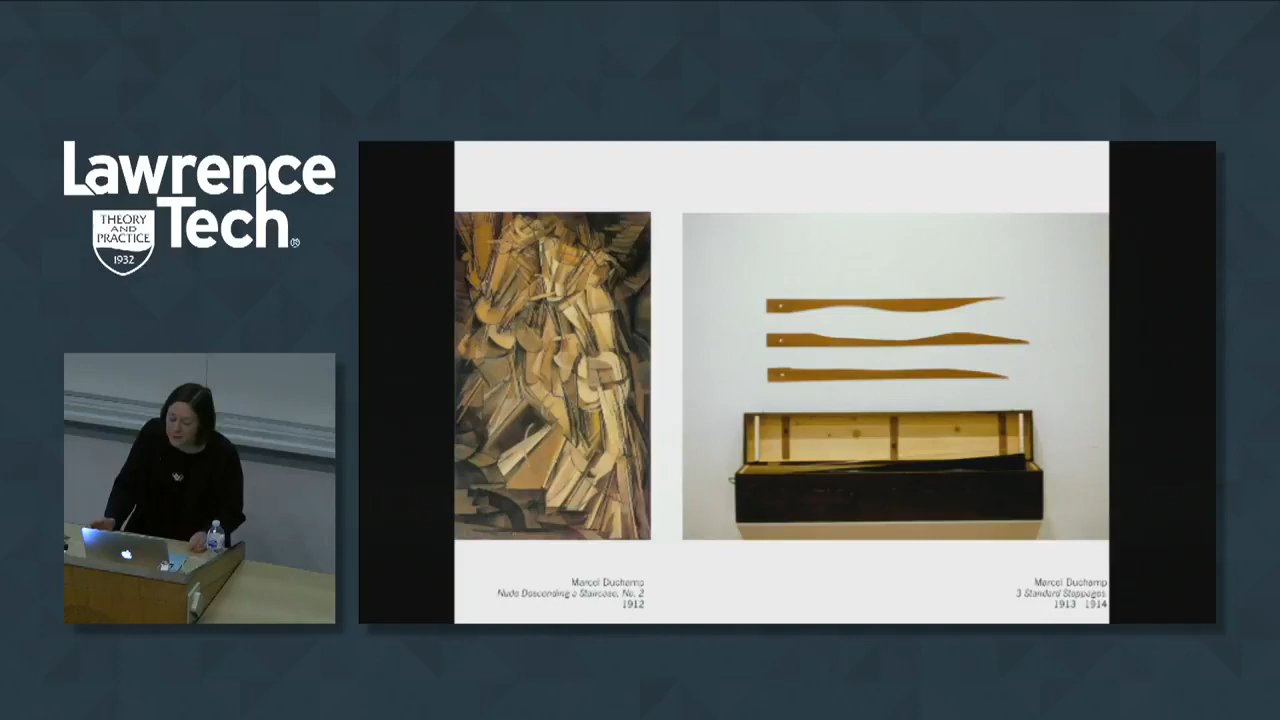 Lawrence
Tech®
THEORY
AND
PRACTICE
1932
Marcel Duchamp
Nude Descending a Staircase, No. 2
1912
Marcel Duchamp
3 Standard Stoppages
1913 1914